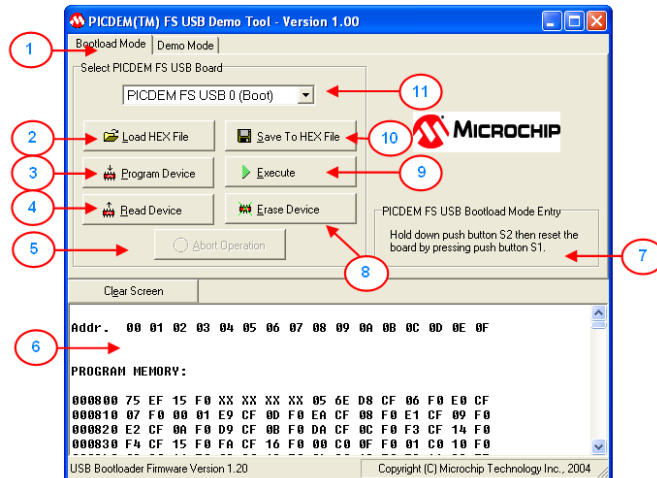 PICDEM(TM) FS USB Demo Tool - Version 1.00
1
Bootload Mode
Demo Mode
Select PICDEM FS USB Board
PICDEM FS USB 0 (Boot)
11
2
Load HEX File
Save To HEX File
10
MICROCHIP
3
Program Device
Execute
9
4
Read Device
Erase Device
5
Abort Operation
8
PICDEM FS USB Bootload Mode Entry
Hold down push button S2 then reset the
board by pressing push button S1.
7
Clear Screen
Addr. 00 01 02 03 04 05 06 07 08 09 0A 0B 0C 0D 0E 0F
6
PROGRAM MEMORY:
000800 75 EF 15 F0 XX XX XX XX 05 6E D8 CF 06 F0 E0 CF
000810 07 F0 00 01 E9 CF 0D F0 EA CF 08 F0 E1 CF 09 F0
000820 E2 CF 0A F0 D9 CF 0B F0 DA CF 0C F0 F3 CF 14 F0
000830 F4 CF 15 F0 FA CF 16 F0 00 C0 0F F0 01 C0 10 F0
USB Bootloader Firmware Version 1.20
Copyright (C) Microchip Technology Inc., 2004